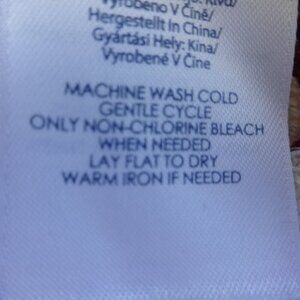 Vyrobeno V Číně/
Hergestellt In China/
Gyártási Hely: Kína/
Vyrobené V Číne
MACHINE WASH COLD
GENTLE CYCLE
ONLY NON-CHLORINE BLEACH
WHEN NEEDED
LAY FLAT TO DRY
WARM IRON IF NEEDED